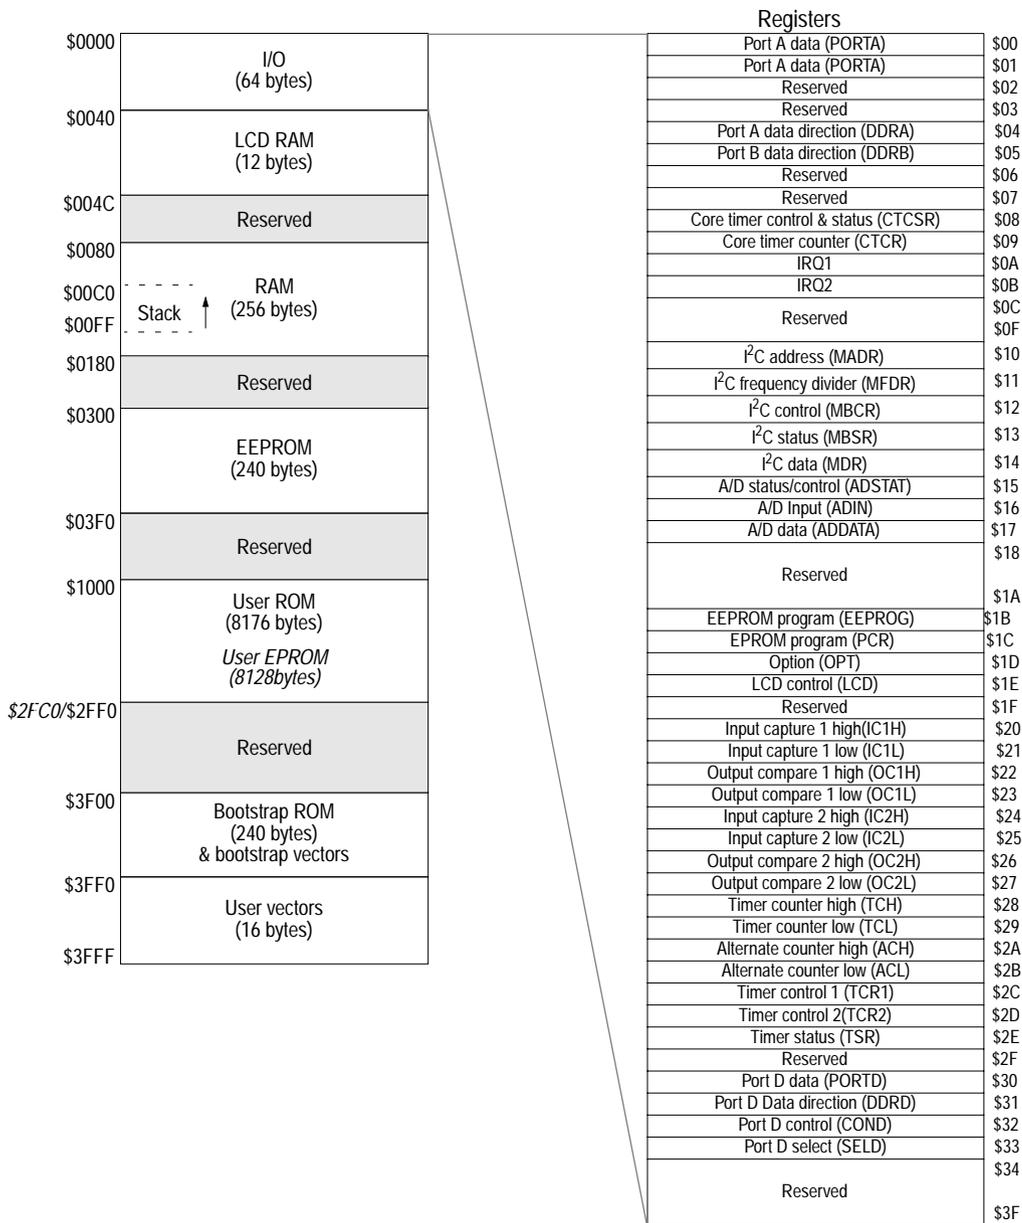 $0000
I/O
(64 bytes)
$0040
LCD RAM
(12 bytes)
$004C
Reserved
$0080
RAM
(256 bytes)
$00C0
Stack
$00FF
$0180
Reserved
$0300
EEPROM
(240 bytes)
$03F0
Reserved
$1000
User ROM
(8176 bytes)
User EPROM
(8128bytes)
$2FC0/$2FF0
Reserved
$3F00
Bootstrap ROM
(240 bytes)
& bootstrap vectors
$3FF0
User vectors
(16 bytes)
$3FFF
Registers
Port A data (PORTA) $00
Port A data (PORTA) $01
Reserved $02
Reserved $03
Port A data direction (DDRA) $04
Port B data direction (DDRB) $05
Reserved $06
Reserved $07
Core timer control & status (CTCSR) $08
Core timer counter (CTCR) $09
IRQ1 $0A
IRQ2 $0B
$0C
Reserved
$0F
I2C address (MADR) $10
I2C frequency divider (MFDR) $11
I2C control (MBCR) $12
I2C status (MBSR) $13
I2C data (MDR) $14
A/D status/control (ADSTAT) $15
A/D Input (ADIN) $16
A/D data (ADDATA) $17
$18
Reserved
$1A
EEPROM program (EEPROG) $1B
EPROM program (PCR) $1C
Option (OPT) $1D
LCD control (LCD) $1E
Reserved $1F
Input capture 1 high(IC1H) $20
Input capture 1 low (IC1L) $21
Output compare 1 high (OC1H) $22
Output compare 1 low (OC1L) $23
Input capture 2 high (IC2H) $24
Input capture 2 low (IC2L) $25
Output compare 2 high (OC2H) $26
Output compare 2 low (OC2L) $27
Timer counter high (TCH) $28
Timer counter low (TCL) $29
Alternate counter high (ACH) $2A
Alternate counter low (ACL) $2B
Timer control 1 (TCR1) $2C
Timer control 2(TCR2) $2D
Timer status (TSR) $2E
Reserved $2F
Port D data (PORTD) $30
Port D Data direction (DDRD) $31
Port D control (COND) $32
Port D select (SELD) $33
$34
Reserved
$3F